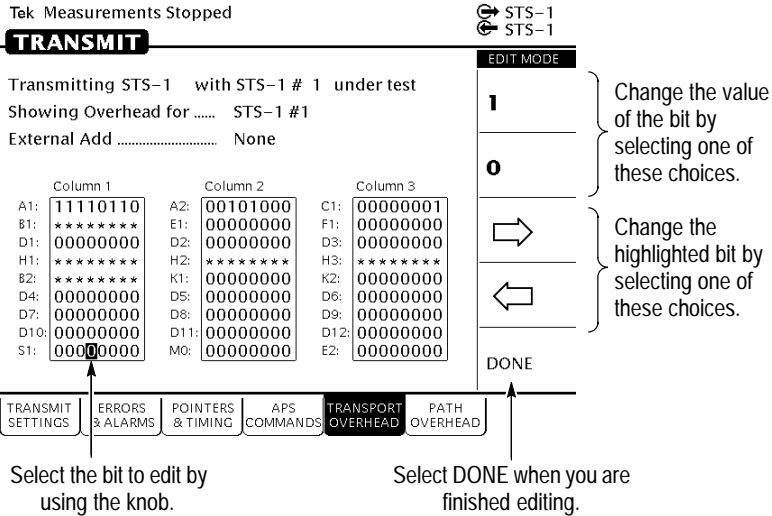 Tek Measurements Stopped
STS-1
STS-1
TRANSMIT
EDIT MODE
Transmitting STS-1 with STS-1 # 1 under test
Showing Overhead for ...... STS-1 #1
External Add ............................ None
1
0
DONE
Change the value
of the bit by
selecting one of
these choices.
Change the
highlighted bit by
selecting one of
these choices.
Column 1 Column 2 Column 3
A1: 11110110 A2: 00101000 C1: 00000001
B1: ******** E1: 00000000 F1: 00000000
D1: 00000000 D2: 00000000 D3: 00000000
H1: ******** H2: ******** H3: ********
B2: ******** K1: 00000000 K2: 00000000
D4: 00000000 D5: 00000000 D6: 00000000
D7: 00000000 D8: 00000000 D9: 00000000
D10: 00000000 D11: 00000000 D12: 00000000
S1: 00000000 M0: 00000000 E2: 00000000
TRANSMIT SETTINGS
ERRORS & ALARMS
POINTERS & TIMING
APS COMMANDS
TRANSPORT OVERHEAD
PATH OVERHEAD
Select the bit to edit by
using the knob.
Select DONE when you are
finished editing.